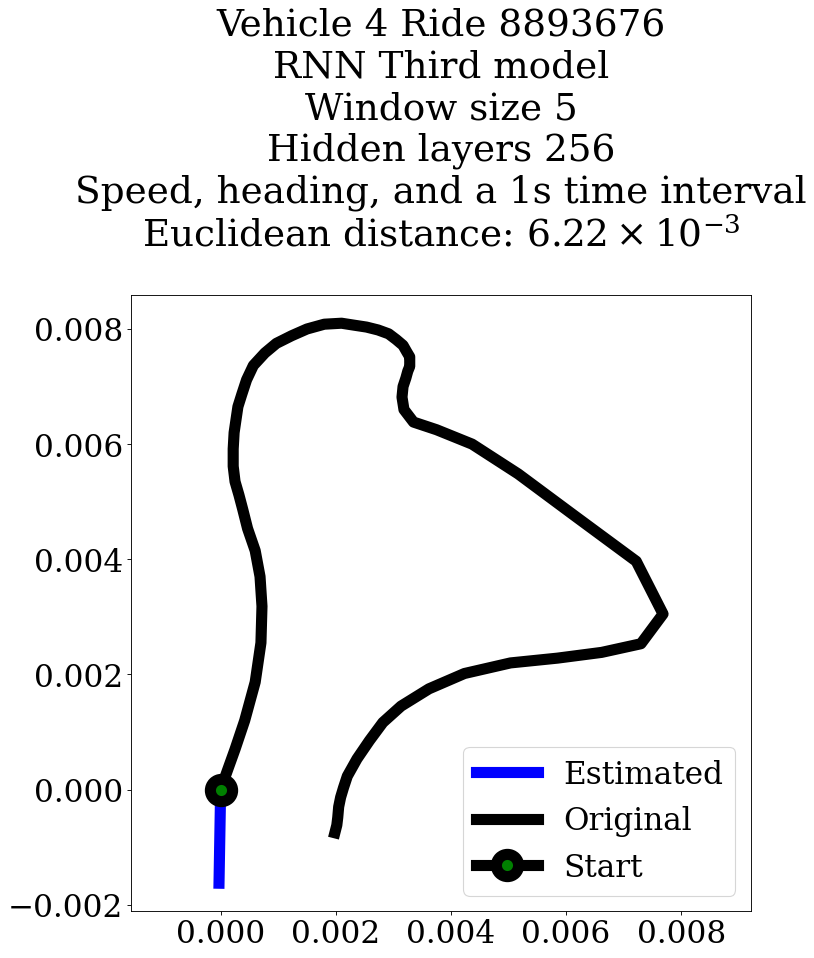 Vehicle 4 Ride 8893676
RNN Third model
Window size 5
Hidden layers 256
Speed, heading, and a 1s time interval
Euclidean distance: 6.22 × 10⁻³
0.008
0.006
0.004
0.002
0.000
−0.002
Estimated
Original
Start
0.000 0.002 0.004 0.006 0.008